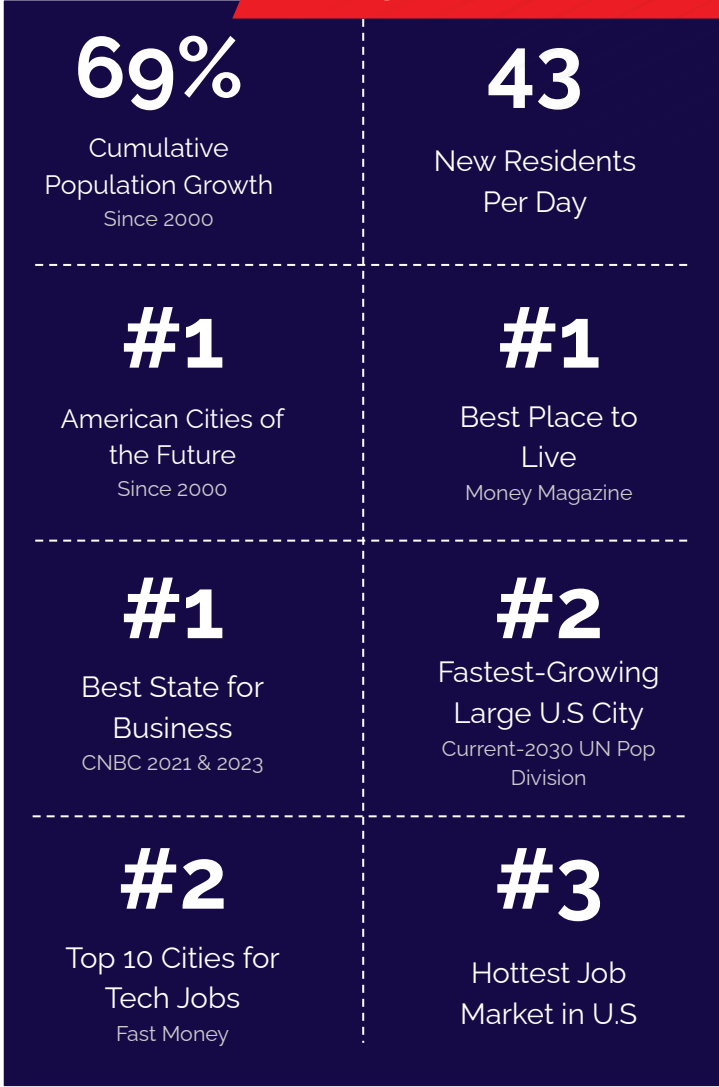 69%
Cumulative
Population Growth
Since 2000
43
New Residents
Per Day
#1
American Cities of
the Future
Since 2000
#1
Best Place to
Live
Money Magazine
#1
Best State for
Business
CNBC 2021 & 2023
#2
Fastest-Growing
Large U.S City
Current-2030 UN Pop
Division
#2
Top 10 Cities for
Tech Jobs
Fast Money
#3
Hottest Job
Market in U.S